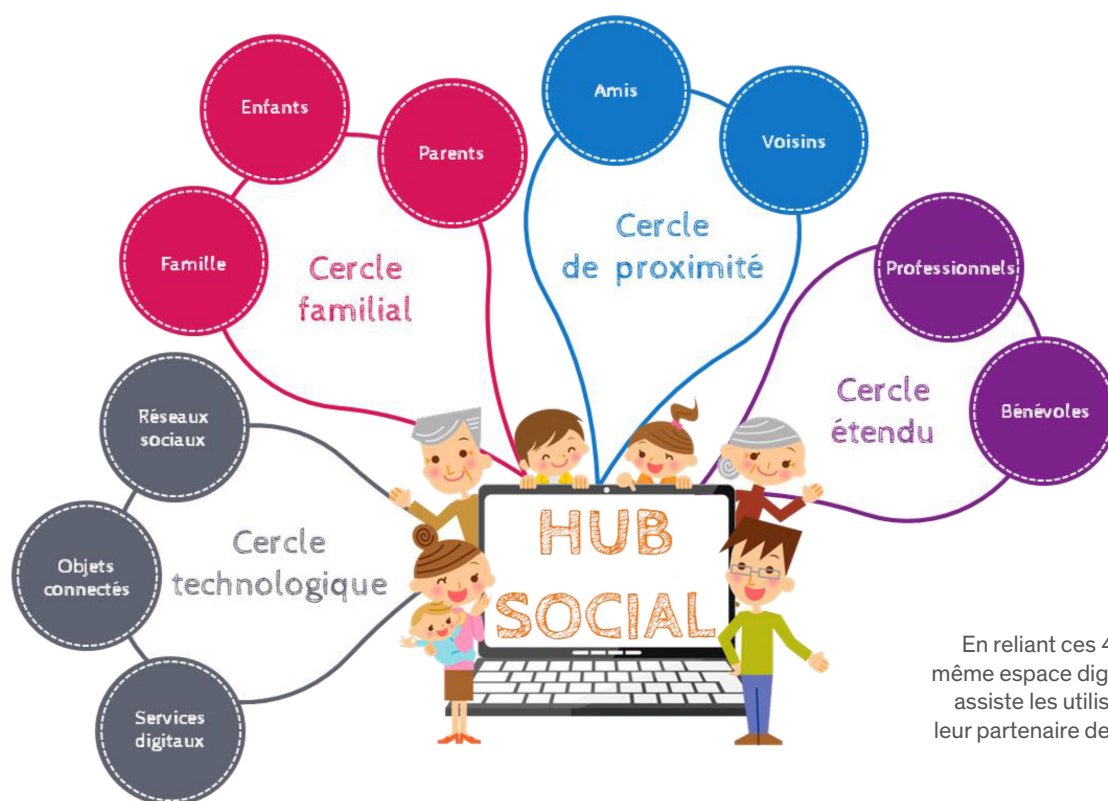 Enfants
Parents
Famille
Cercle
familial
Amis
Voisins
Cercle
de proximité
Professionnels
Bénévoles
Cercle
étendu
Réseaux
sociaux
Objets
connectés
Services
digitaux
Cercle
technologique
HUB
SOCIAL
En reliant ces 4
même espace dig
assiste les utilis
leur partenaire de